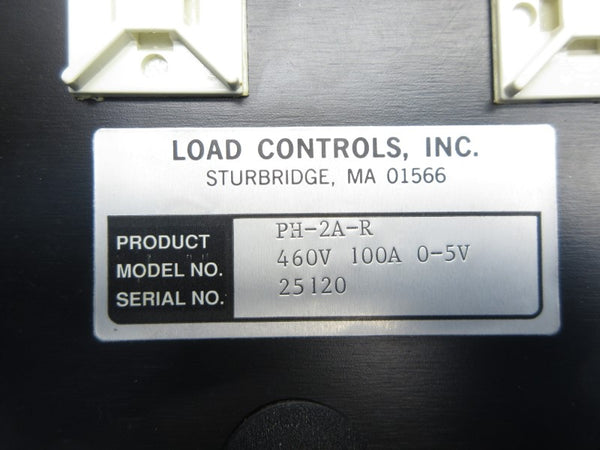 LOAD CONTROLS, INC.
STURBRIDGE, MA 01566
PRODUCT PH-2A-R
MODEL NO. 460V 100A 0-5V
SERIAL NO. 25120